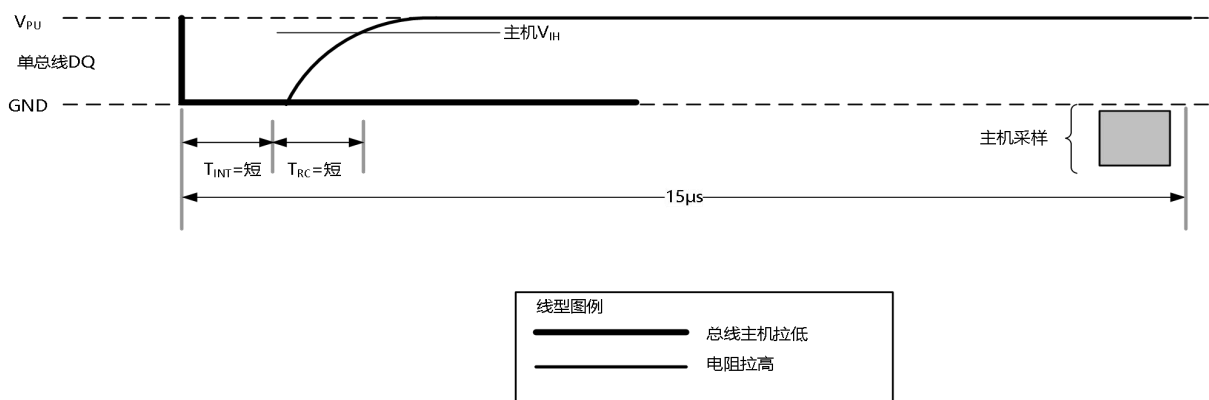 V_PU
主机V_IH
单总线DQ
GND
主机采样
T_INT=短
T_RC=短
15μs
线型图例
总线主机拉低
电阻拉高